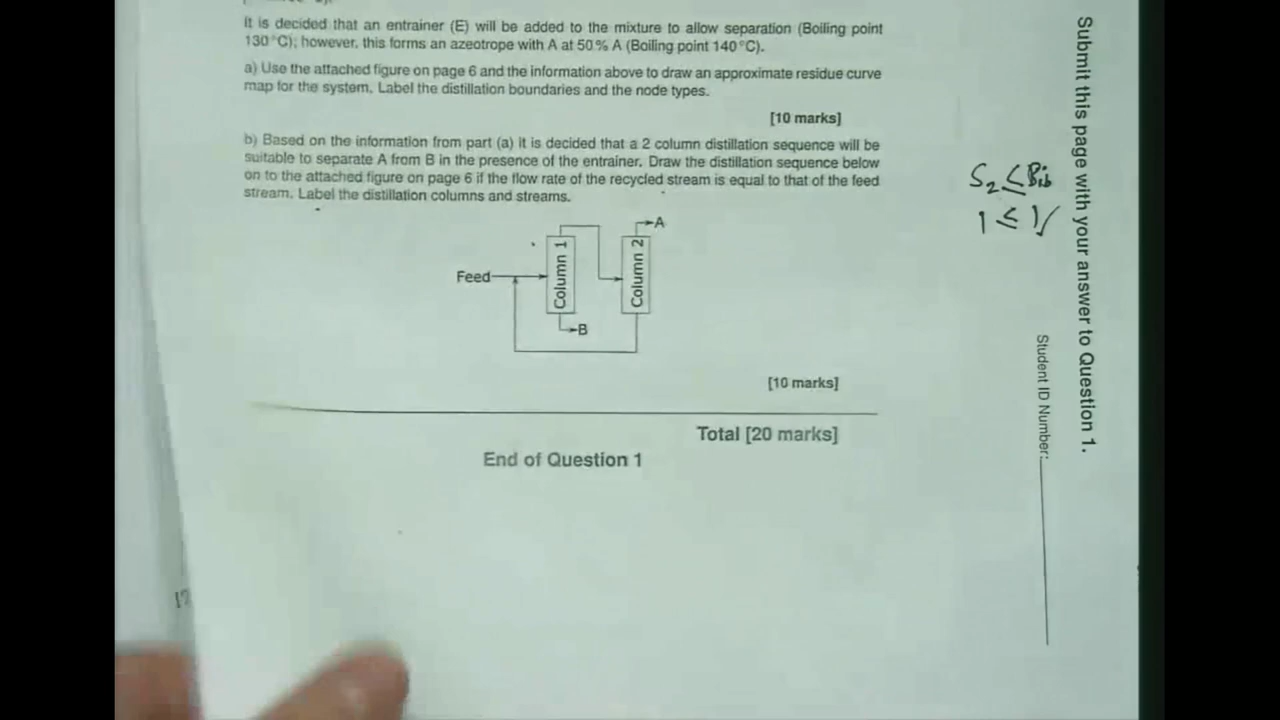 It is decided that an entrainer (E) will be added to the mixture to allow separation (Boiling point
130 °C); however, this forms an azeotrope with A at 50 % A (Boiling point 140 °C).
a) Use the attached figure on page 6 and the information above to draw an approximate residue curve
map for the system. Label the distillation boundaries and the node types.
[10 marks]
b) Based on the information from part (a) it is decided that a 2 column distillation sequence will be
suitable to separate A from B in the presence of the entrainer. Draw the distillation sequence below
on to the attached figure on page 6 if the flow rate of the recycled stream is equal to that of the feed
stream. Label the distillation columns and streams.
Feed
Column 1
B
Column 2
A
[10 marks]
Total [20 marks]
End of Question 1
1 ≤ 1
Submit this page with your answer to Question 1.
Student ID Number: